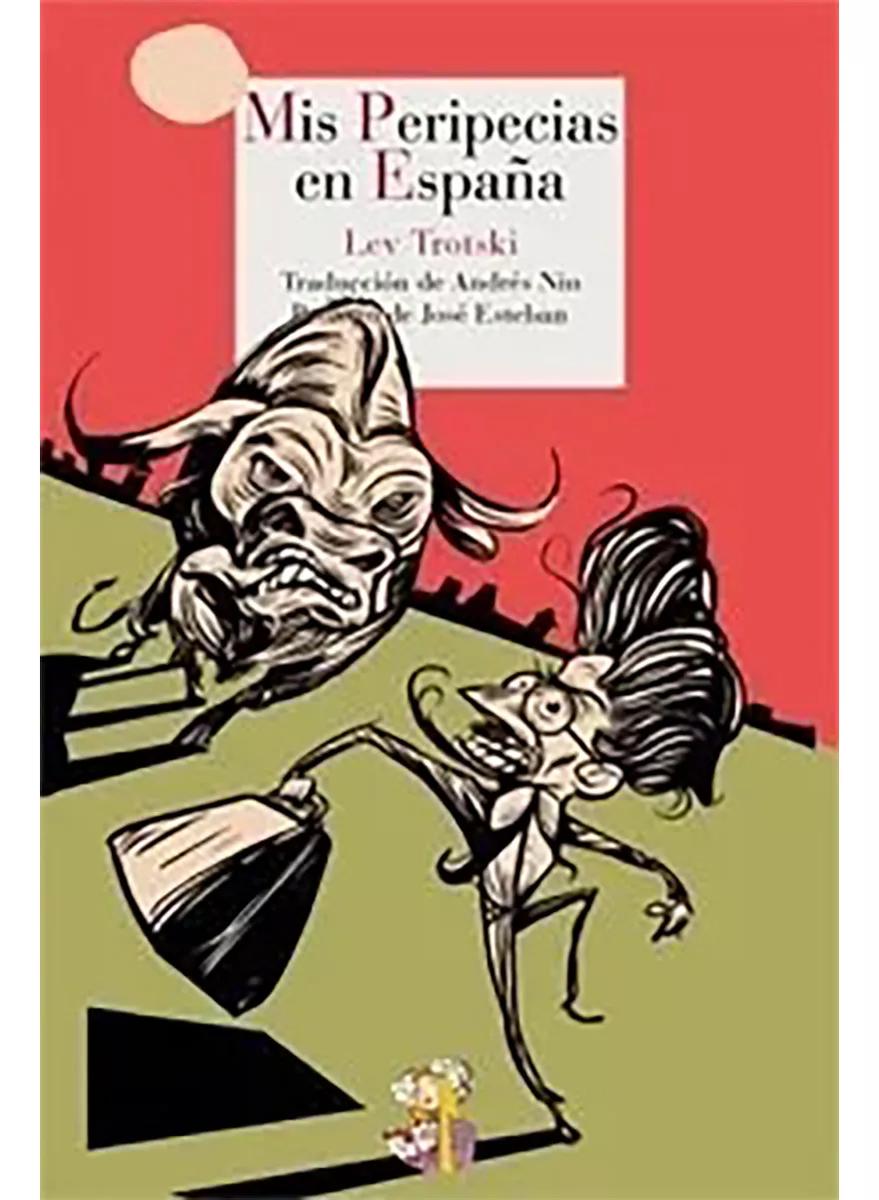 Mis Peripecias
en España
Lev Trotski
Traducción de Andrés Nin
de José Esteban